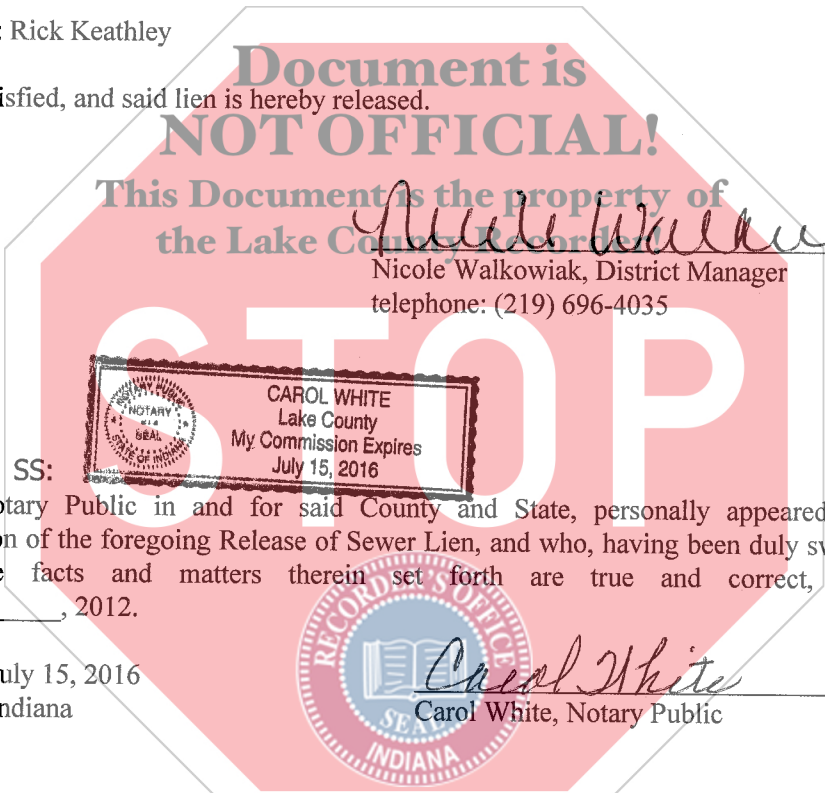 : Rick Keathley
Document is
isfied, and said lien is hereby released.
NOT OFFICIAL!
This Document is the property of
the Lake County Recorder!
Nicole Walkowiak
Nicole Walkowiak, District Manager
telephone: (219) 696-4035
STOP
CAROL WHITE
Lake County
My Commission Expires
July 15, 2016
NOTARY PUBLIC
NOTARY
SEAL
STATE OF INDIANA
SS:
otary Public in and for said County and State, personally appeared
on of the foregoing Release of Sewer Lien, and who, having been duly sv
e facts and matters therein set forth are true and correct,
, 2012.
RECORDER'S OFFICE
SEAL
INDIANA
uly 15, 2016
ndiana
Carol White
Carol White, Notary Public